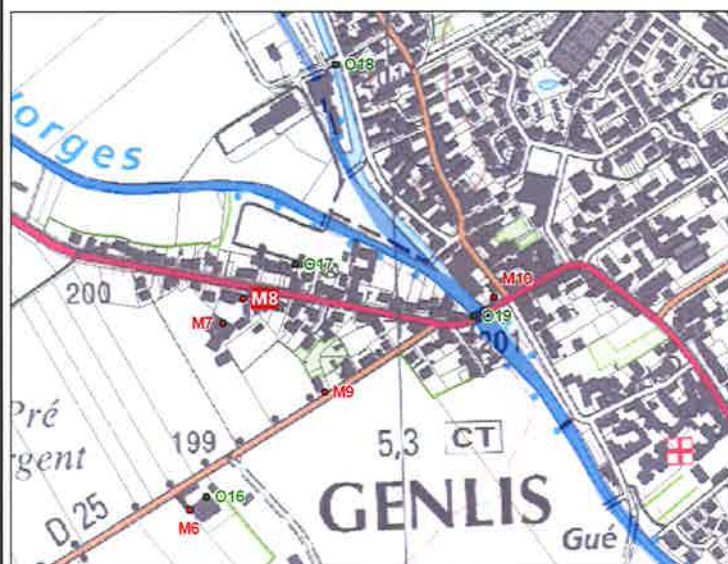 O18
orges
O17
200
M8
M10
O19
201
M7
M9
Pré
rgent
199
5,3
CT
GENLIS
O16
M6
D 25
Gué